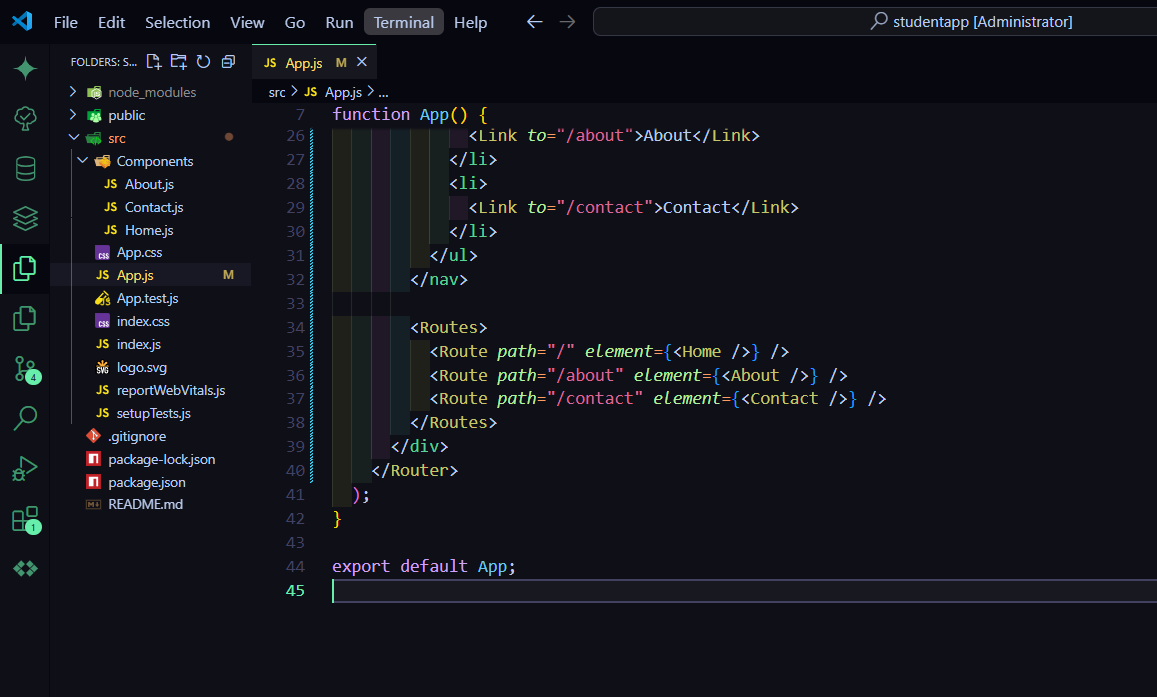 File Edit Selection View Go Run Terminal Help studentapp [Administrator]
FOLDERS: S...
JS App.js M
src > JS App.js > ...
node_modules
public
src
Components
JS About.js
JS Contact.js
JS Home.js
css App.css
JS App.js M
App.test.js
css index.css
JS index.js
SVG logo.svg
JS reportWebVitals.js
JS setupTests.js
.gitignore
package-lock.json
package.json
README.md
4
1
7 function App() {
26 <Link to="/about">About</Link>
27 </li>
28 <li>
29 <Link to="/contact">Contact</Link>
30 </li>
31 </ul>
32 </nav>
33
34 <Routes>
35 <Route path="/" element={<Home />} />
36 <Route path="/about" element={<About />} />
37 <Route path="/contact" element={<Contact />} />
38 </Routes>
39 </div>
40 </Router>
41 );
42 }
43
44 export default App;
45